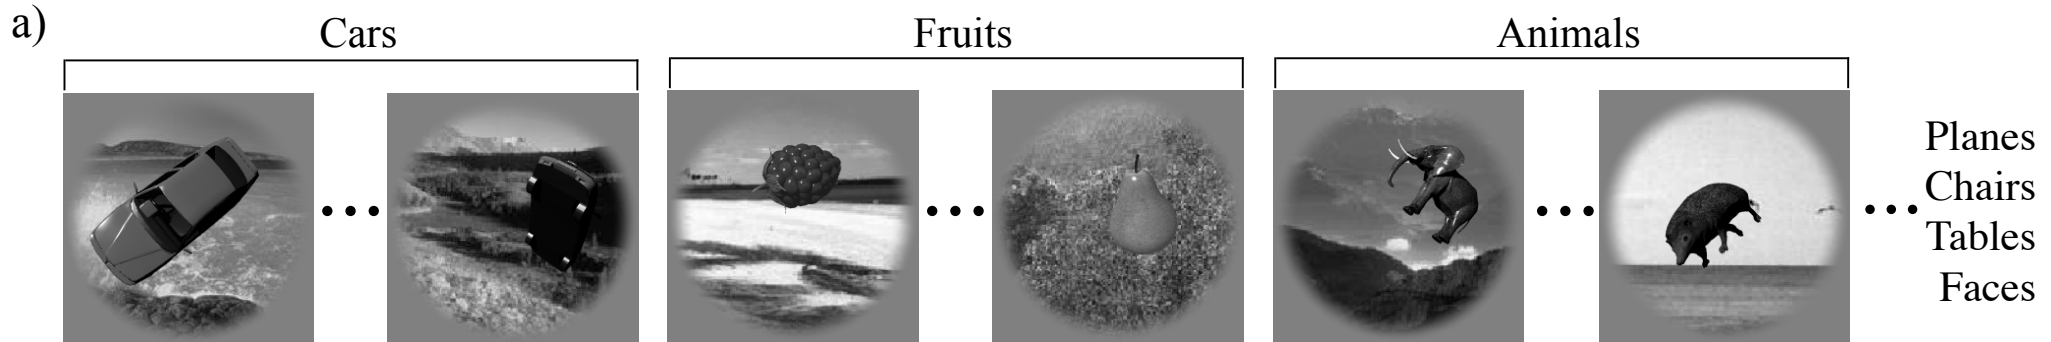 a)
Cars
Fruits
Animals
Planes
Chairs
Tables
Faces